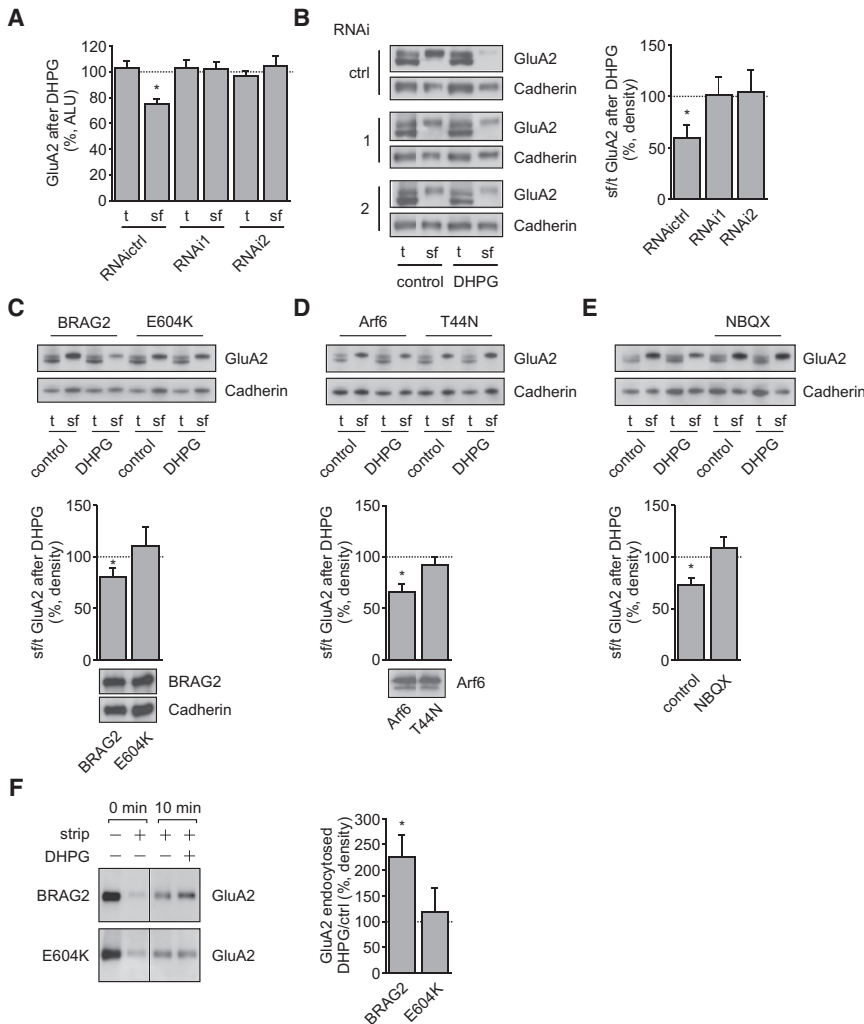 A
GluA2 after DHPG
(%, ALU)
120
100
80
60
40
20
0
*
t sf t sf t sf
RNAictrl RNAi1 RNAi2
B
RNAi
ctrl
GluA2
Cadherin
1
GluA2
Cadherin
2
GluA2
Cadherin
t sf t sf
control DHPG
sf/t GluA2 after DHPG
(%, density)
150
100
50
0
*
RNAictrl RNAi1 RNAi2
C
BRAG2 E604K
GluA2
Cadherin
t sf t sf t sf t sf
control DHPG control DHPG
sf/t GluA2 after DHPG
(%, density)
150
100
50
0
*
BRAG2
Cadherin
BRAG2 E604K
D
Arf6 T44N
GluA2
Cadherin
t sf t sf t sf t sf
control DHPG control DHPG
sf/t GluA2 after DHPG
(%, density)
150
100
50
0
*
Arf6
Arf6 T44N
E
NBQX
GluA2
Cadherin
t sf t sf t sf t sf
control DHPG control DHPG
sf/t GluA2 after DHPG
(%, density)
150
100
50
0
*
control NBQX
F
0 min 10 min
strip − + + +
DHPG − − − +
BRAG2 GluA2
E604K GluA2
GluA2 endocytosed
DHPG/ctrl (%, density)
300
250
200
150
100
50
0
*
BRAG2 E604K